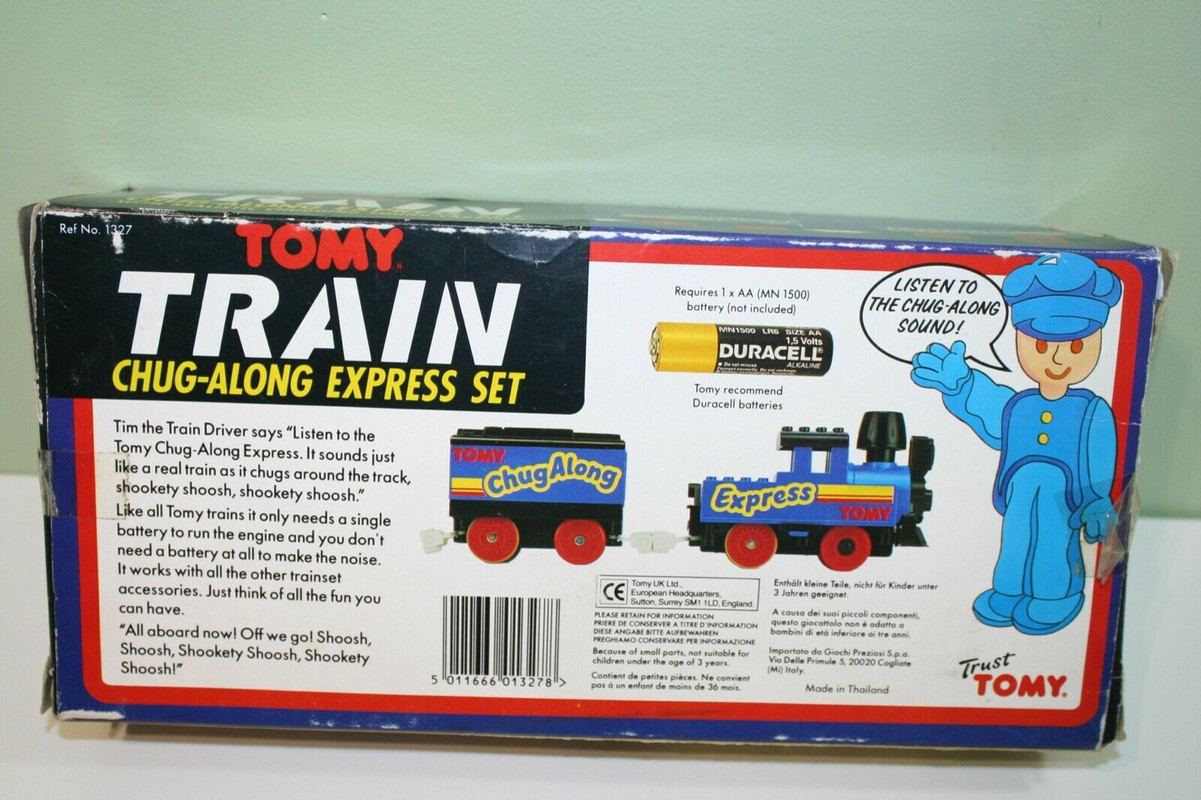 TRAIN
Ref No. 1327
TOMY
TRAIN
CHUG-ALONG EXPRESS SET
Tim the Train Driver says "Listen to the
Tomy Chug-Along Express. It sounds just
like a real train as it chugs around the track,
shookety shoosh, shookety shoosh."
Like all Tomy trains it only needs a single
battery to run the engine and you don't
need a battery at all to make the noise.
It works with all the other trainset
accessories. Just think of all the fun you
can have.
"All aboard now! Off we go! Shoosh,
Shoosh, Shookety Shoosh, Shookety
Shoosh!"
Requires 1 x AA (MN 1500)
battery (not included)
MN1500 LR6 SIZE AA
1,5 Volts
DURACELL®
ALKALINE
Tomy recommend
Duracell batteries
LISTEN TO
THE CHUG-ALONG
SOUND!
TOMY
ChugAlong
Express
TOMY
5 011666 013278 >
CE
Tomy UK Ltd.,
European Headquarters,
Sutton, Surrey SM1 1LD, England.
PLEASE RETAIN FOR INFORMATION
PRIERE DE CONSERVER A TITRE D'INFORMATION
DIESE ANGABE BITTE AUFBEWAHREN
PREGHIAMO CONSERVARE PER INFORMAZIONE
Because of small parts, not suitable for
children under the age of 3 years.
Contient de petites pièces. Ne convient
pas à un enfant de moins de 36 mois.
Enthält kleine Teile, nicht für Kinder unter
3 Jahren geeignet.
A causa dei suoi piccoli componenti,
questo giocattolo non è adatto a
bambini di età inferiore ai tre anni.
Importato da Giochi Preziosi S.p.a.
Via Delle Primule 5, 20020 Cogliate
(Mi) Italy.
Made in Thailand
Trust
TOMY.